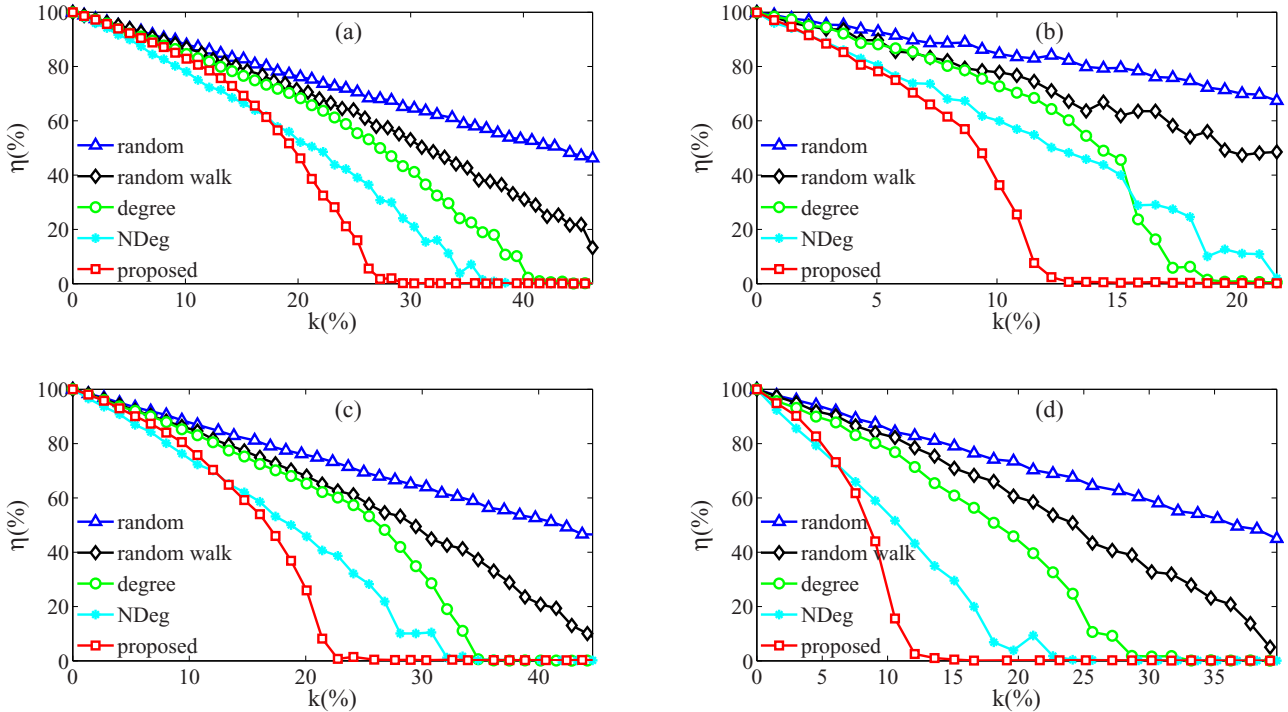 (a)
100
80
60
40
20
0
η(%)
random
random walk
degree
NDeg
proposed
0 10 20 30 40
k(%)
(b)
100
80
60
40
20
0
η(%)
random
random walk
degree
NDeg
proposed
0 5 10 15 20
k(%)
(c)
100
80
60
40
20
0
η(%)
random
random walk
degree
NDeg
proposed
0 10 20 30 40
k(%)
(d)
100
80
60
40
20
0
η(%)
random
random walk
degree
NDeg
proposed
0 5 10 15 20 25 30 35
k(%)